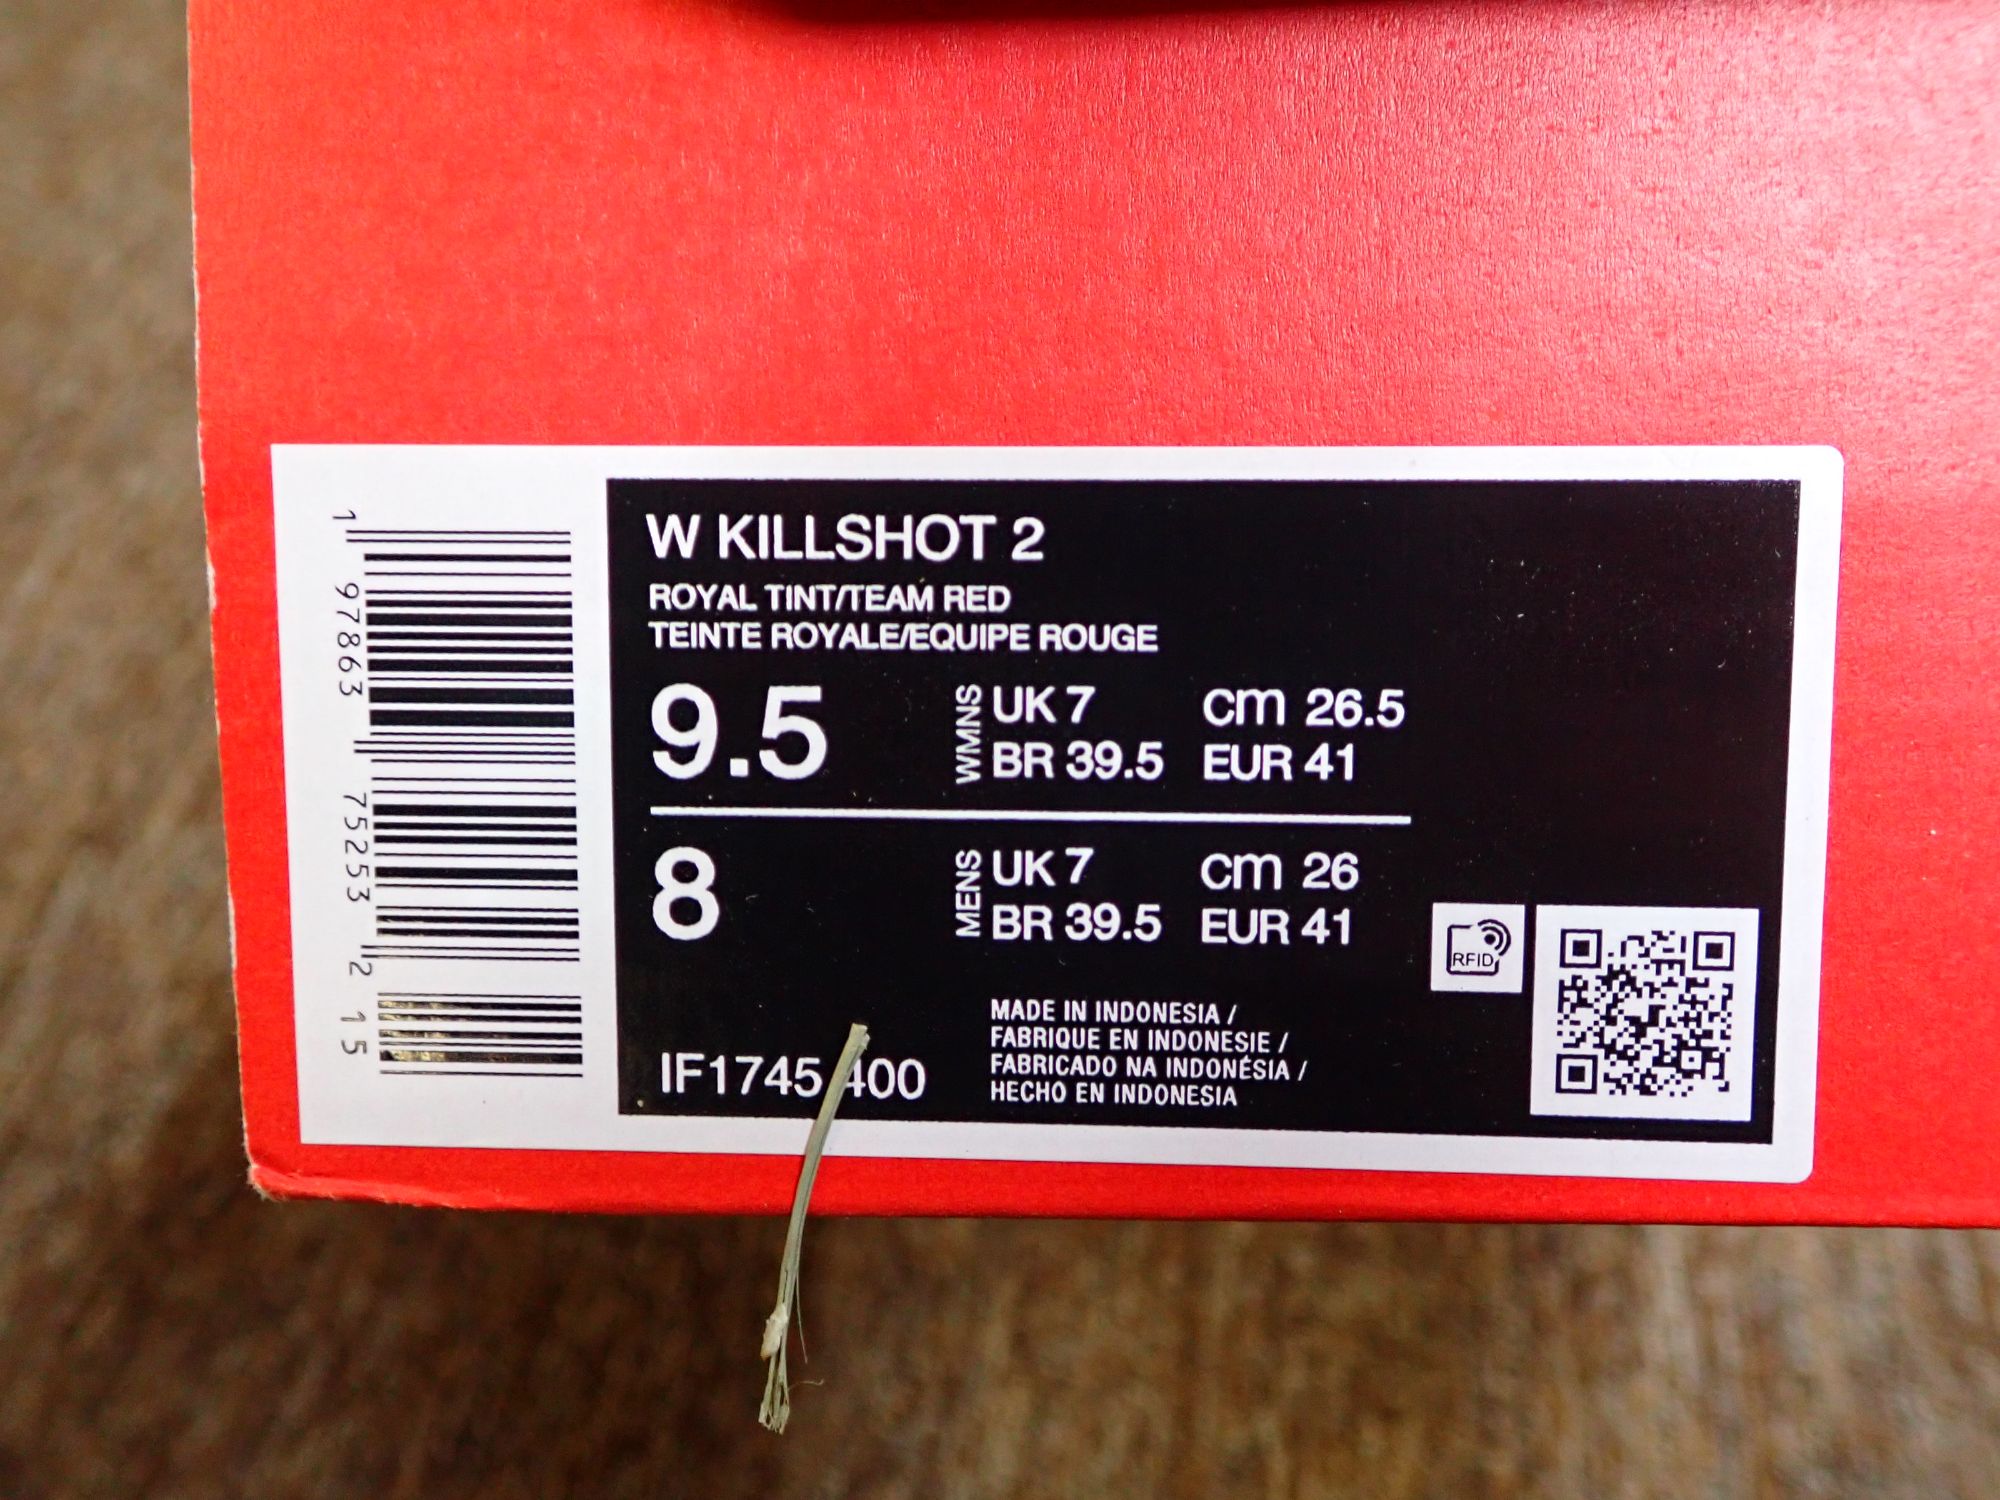 1 97863 75253 2 15
W KILLSHOT 2
ROYAL TINT/TEAM RED
TEINTE ROYALE/EQUIPE ROUGE
9.5 WMNS UK 7 cm 26.5
BR 39.5 EUR 41
8 MENS UK 7 cm 26
BR 39.5 EUR 41
RFID
IF1745 400
MADE IN INDONESIA /
FABRIQUE EN INDONESIE /
FABRICADO NA INDONÉSIA /
HECHO EN INDONESIA